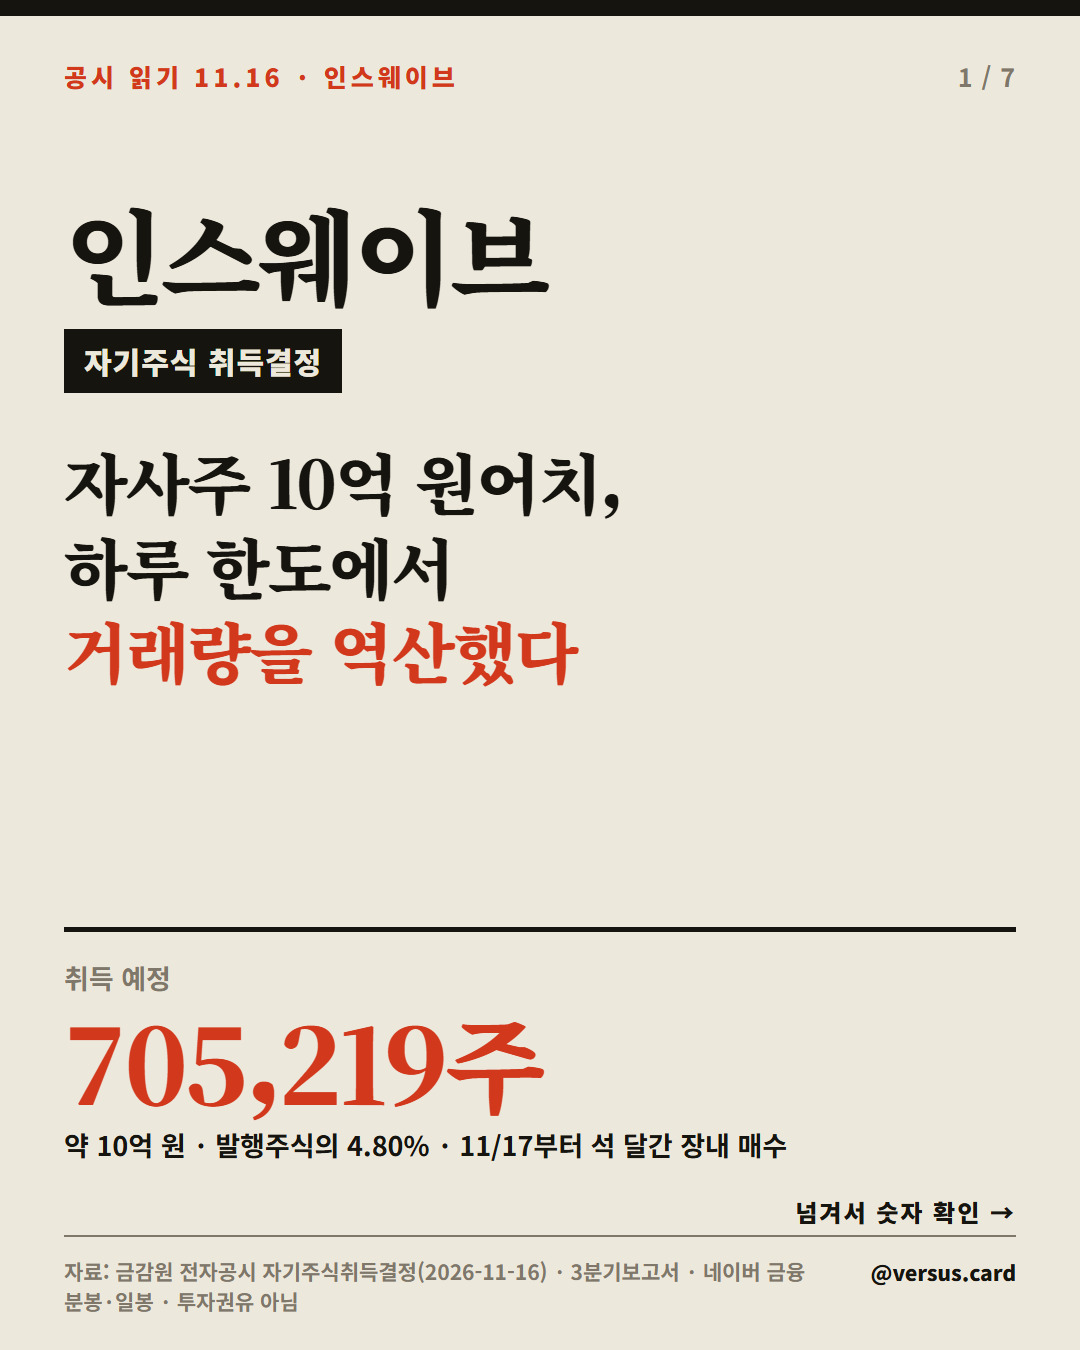 공시 읽기 11.16 · 인스웨이브
1 / 7
인스웨이브
자기주식 취득결정
자사주 10억 원어치,
하루 한도에서
거래량을 역산했다
취득 예정
705,219주
약 10억 원 · 발행주식의 4.80% · 11/17부터 석 달간 장내 매수
넘겨서 숫자 확인 →
자료: 금감원 전자공시 자기주식취득결정(2026-11-16) · 3분기보고서 · 네이버 금융
분봉·일봉 · 투자권유 아님
@versus.card